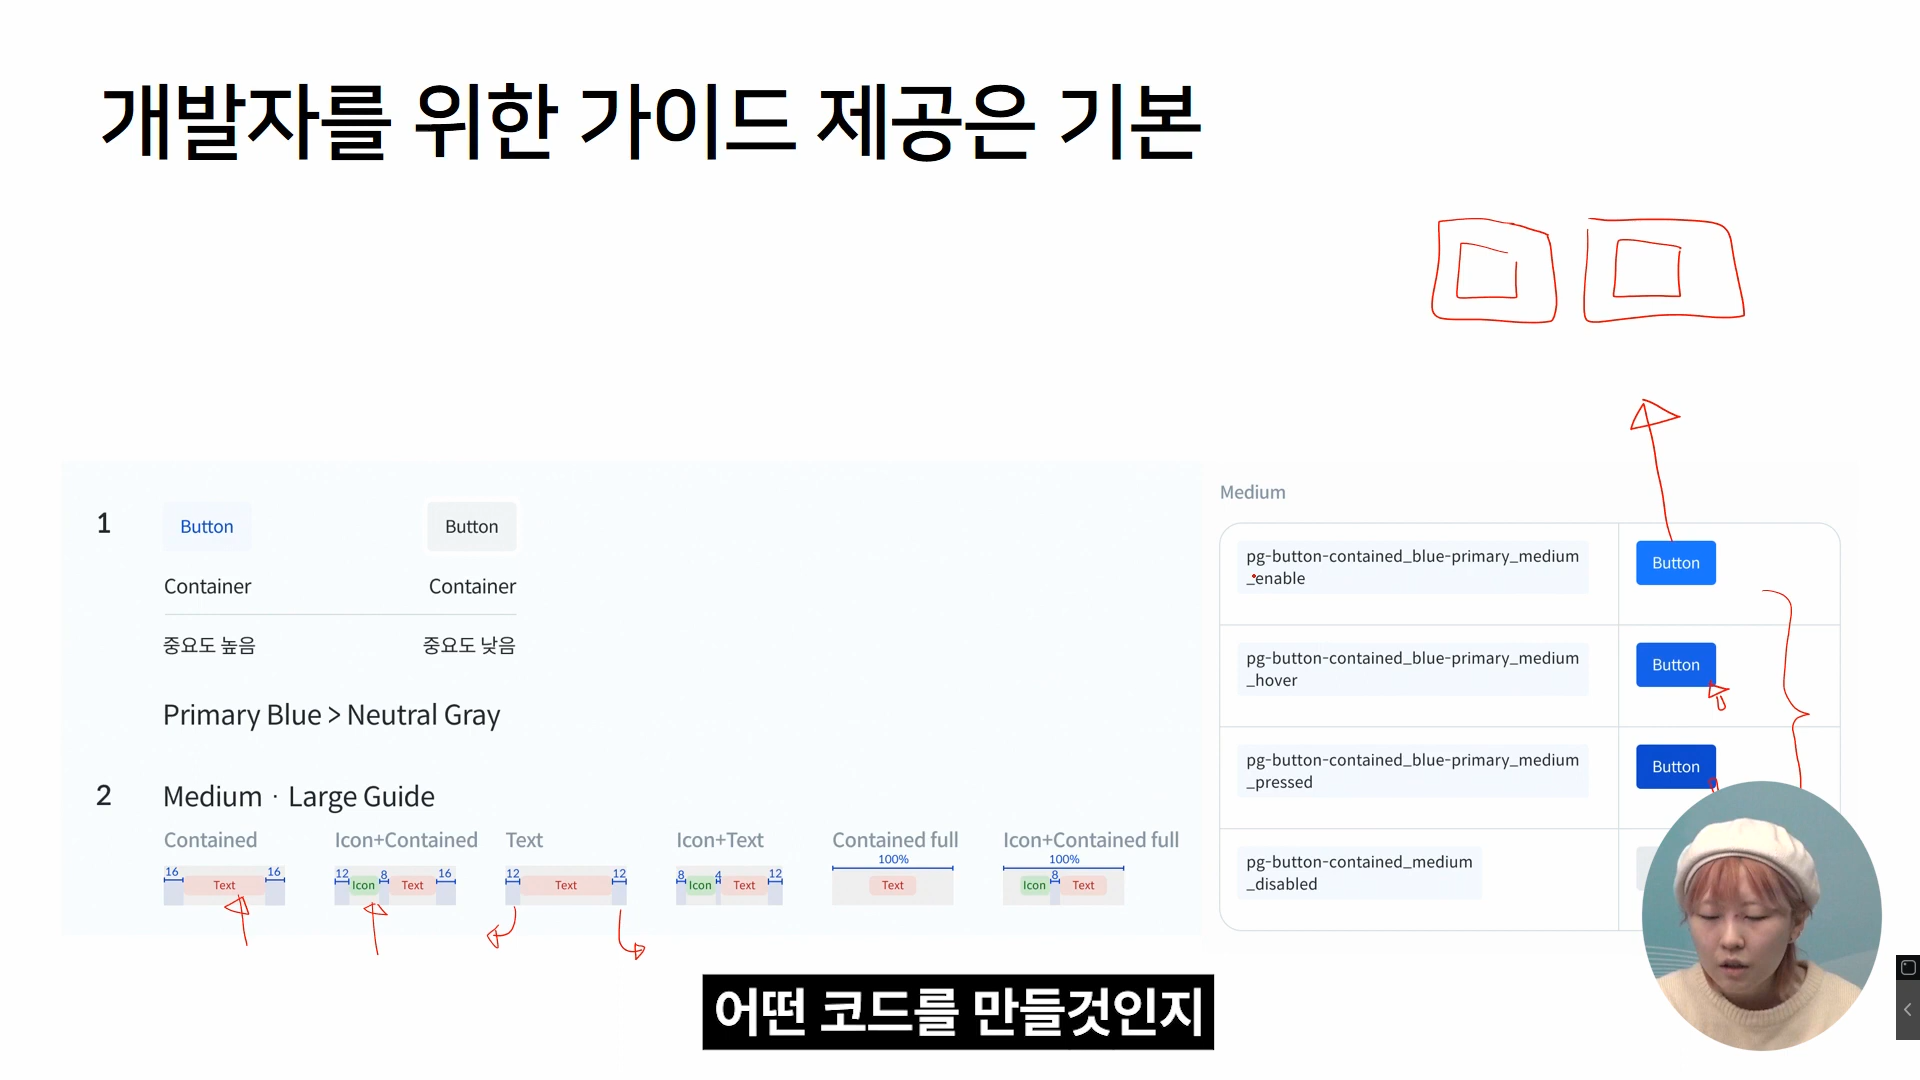 개발자를 위한 가이드 제공은 기본
1
Button
Button
Container
Container
중요도 높음
중요도 낮음
Primary Blue > Neutral Gray
2
Medium · Large Guide
Contained
Icon+Contained
Text
Icon+Text
Contained full
Icon+Contained full
16 Text 16
12 Icon 8 Text 16
12 Text 12
8 Icon 4 Text 12
100%
Text
100%
Icon 8 Text
Medium
pg-button-contained_blue-primary_medium
_enable
Button
pg-button-contained_blue-primary_medium
_hover
Button
pg-button-contained_blue-primary_medium
_pressed
Button
pg-button-contained_medium
_disabled
어떤 코드를 만들것인지